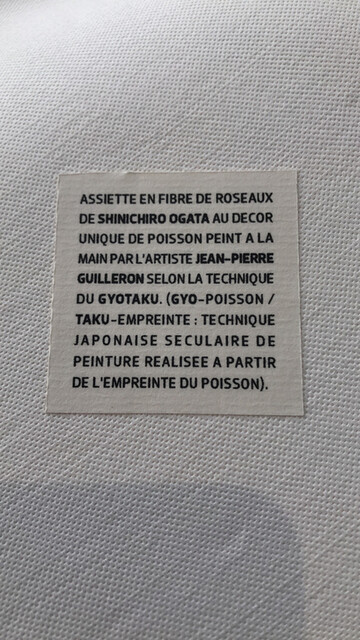 ASSIETTE EN FIBRE DE ROSEAUX
DE SHINICHIRO OGATA AU DECOR
UNIQUE DE POISSON PEINT A LA
MAIN PAR L'ARTISTE JEAN-PIERRE
GUILLERON SELON LA TECHNIQUE
DU GYOTAKU. (GYO-POISSON /
TAKU-EMPREINTE : TECHNIQUE
JAPONAISE SECULAIRE DE
PEINTURE REALISEE A PARTIR
DE L'EMPREINTE DU POISSON).